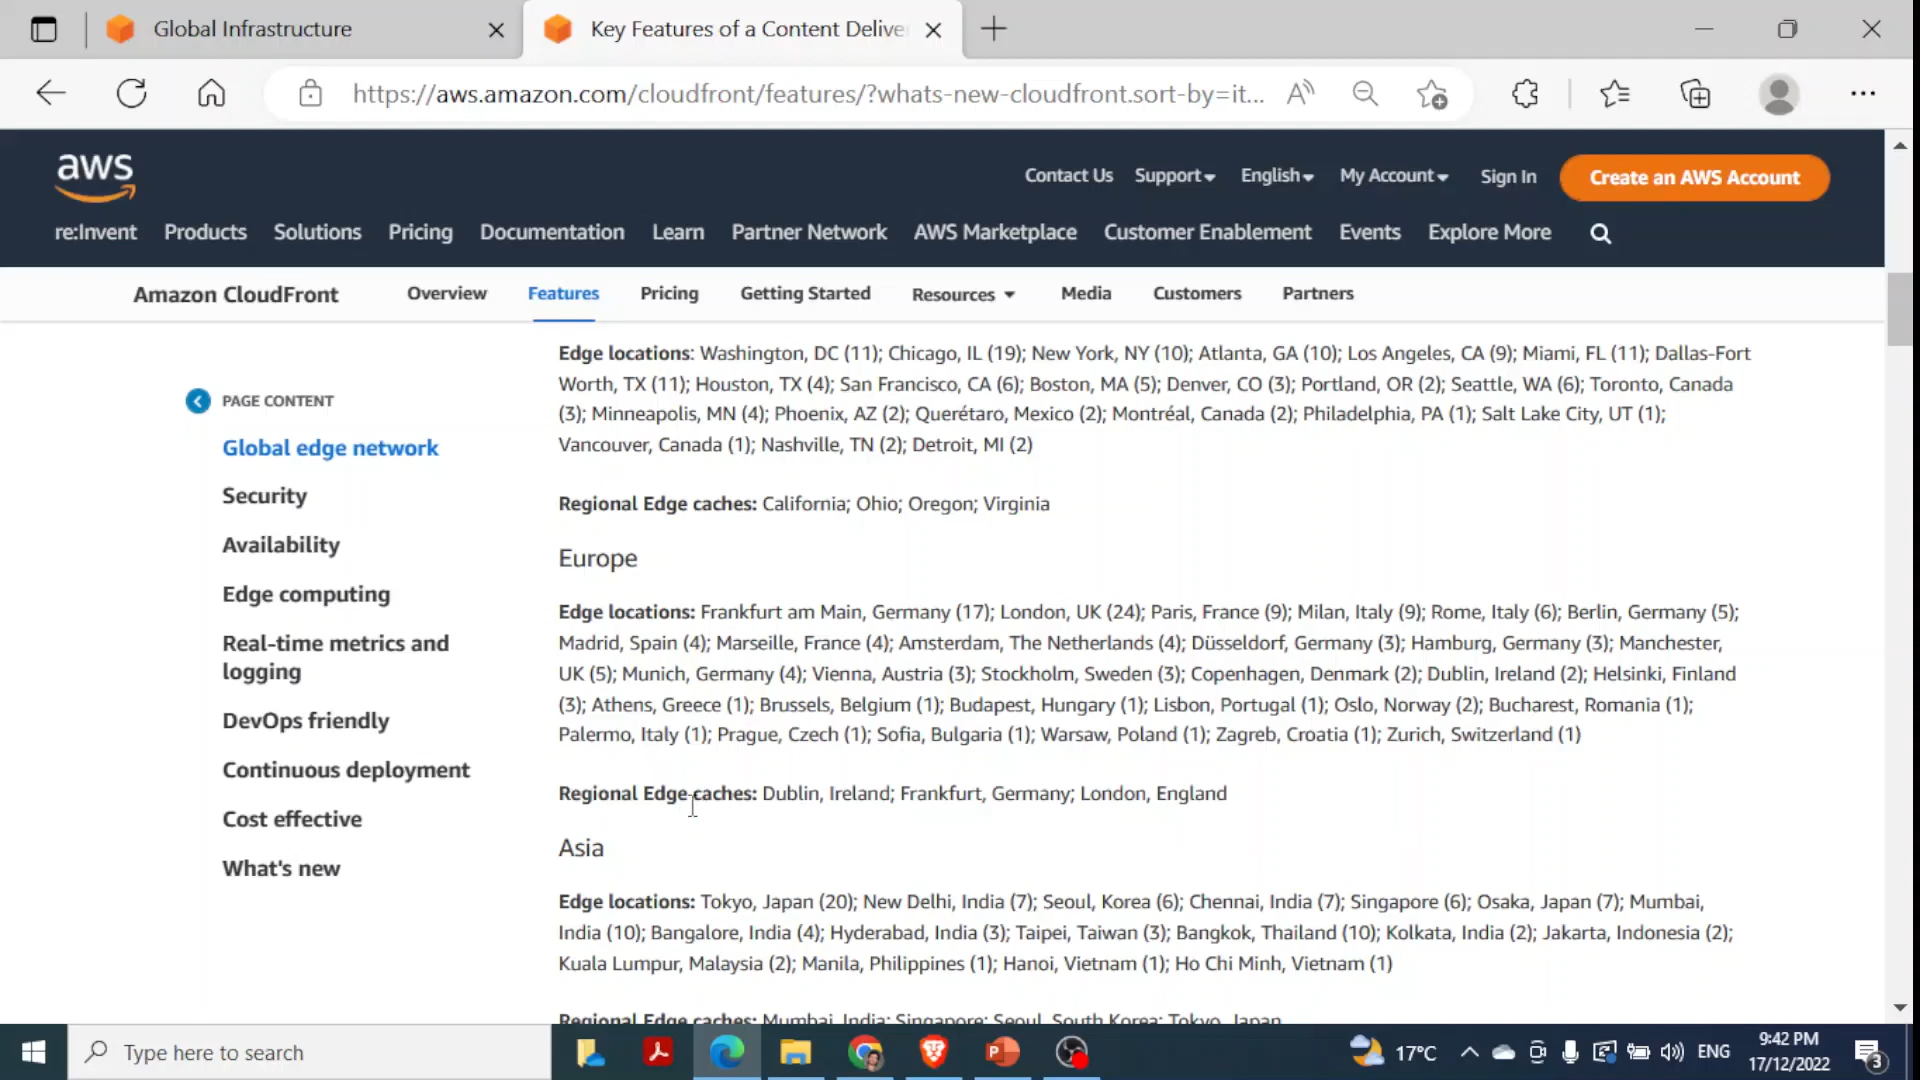 Global Infrastructure
Key Features of a Content Delive
https://aws.amazon.com/cloudfront/features/?whats-new-cloudfront.sort-by=it...
aws
Contact Us Support English My Account Sign In Create an AWS Account
re:Invent Products Solutions Pricing Documentation Learn Partner Network AWS Marketplace Customer Enablement Events Explore More
Amazon CloudFront Overview Features Pricing Getting Started Resources Media Customers Partners
PAGE CONTENT
Global edge network
Security
Availability
Edge computing
Real-time metrics and
logging
DevOps friendly
Continuous deployment
Cost effective
What's new
Edge locations: Washington, DC (11); Chicago, IL (19); New York, NY (10); Atlanta, GA (10); Los Angeles, CA (9); Miami, FL (11); Dallas-Fort
Worth, TX (11); Houston, TX (4); San Francisco, CA (6); Boston, MA (5); Denver, CO (3); Portland, OR (2); Seattle, WA (6); Toronto, Canada
(3); Minneapolis, MN (4); Phoenix, AZ (2); Querétaro, Mexico (2); Montréal, Canada (2); Philadelphia, PA (1); Salt Lake City, UT (1);
Vancouver, Canada (1); Nashville, TN (2); Detroit, MI (2)
Regional Edge caches: California; Ohio; Oregon; Virginia
Europe
Edge locations: Frankfurt am Main, Germany (17); London, UK (24); Paris, France (9); Milan, Italy (9); Rome, Italy (6); Berlin, Germany (5);
Madrid, Spain (4); Marseille, France (4); Amsterdam, The Netherlands (4); Düsseldorf, Germany (3); Hamburg, Germany (3); Manchester,
UK (5); Munich, Germany (4); Vienna, Austria (3); Stockholm, Sweden (3); Copenhagen, Denmark (2); Dublin, Ireland (2); Helsinki, Finland
(3); Athens, Greece (1); Brussels, Belgium (1); Budapest, Hungary (1); Lisbon, Portugal (1); Oslo, Norway (2); Bucharest, Romania (1);
Palermo, Italy (1); Prague, Czech (1); Sofia, Bulgaria (1); Warsaw, Poland (1); Zagreb, Croatia (1); Zurich, Switzerland (1)
Regional Edge caches: Dublin, Ireland; Frankfurt, Germany; London, England
Asia
Edge locations: Tokyo, Japan (20); New Delhi, India (7); Seoul, Korea (6); Chennai, India (7); Singapore (6); Osaka, Japan (7); Mumbai,
India (10); Bangalore, India (4); Hyderabad, India (3); Taipei, Taiwan (3); Bangkok, Thailand (10); Kolkata, India (2); Jakarta, Indonesia (2);
Kuala Lumpur, Malaysia (2); Manila, Philippines (1); Hanoi, Vietnam (1); Ho Chi Minh, Vietnam (1)
Regional Edge caches: Mumbai, India; Singapore; Seoul, South Korea; Tokyo, Japan
Type here to search
17°C
ENG
9:42 PM
17/12/2022
3